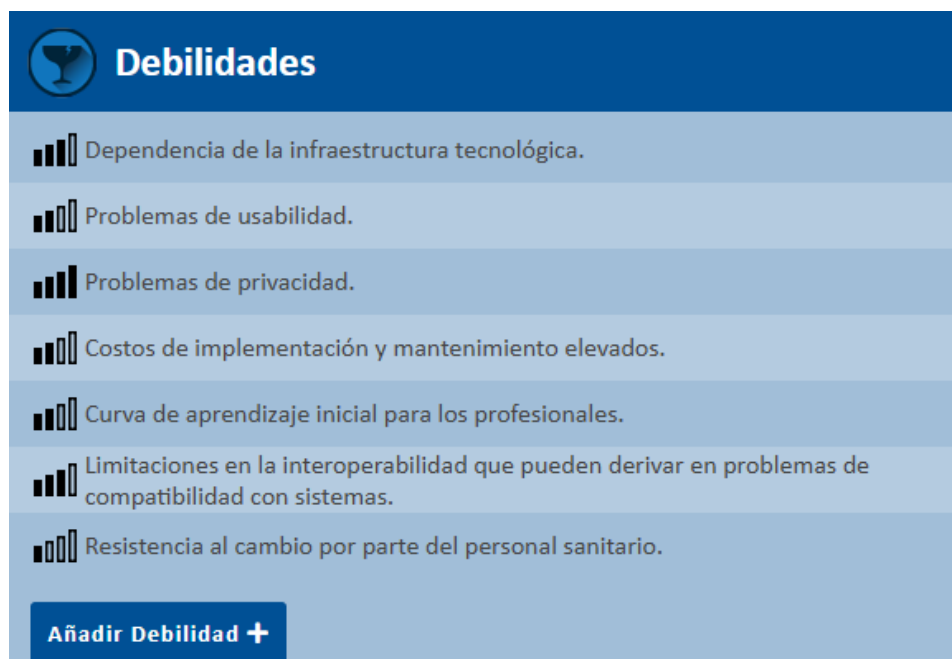 Debilidades
Dependencia de la infraestructura tecnológica.
Problemas de usabilidad.
Problemas de privacidad.
Costos de implementación y mantenimiento elevados.
Curva de aprendizaje inicial para los profesionales.
Limitaciones en la interoperabilidad que pueden derivar en problemas de
compatibilidad con sistemas.
Resistencia al cambio por parte del personal sanitario.
Añadir Debilidad +